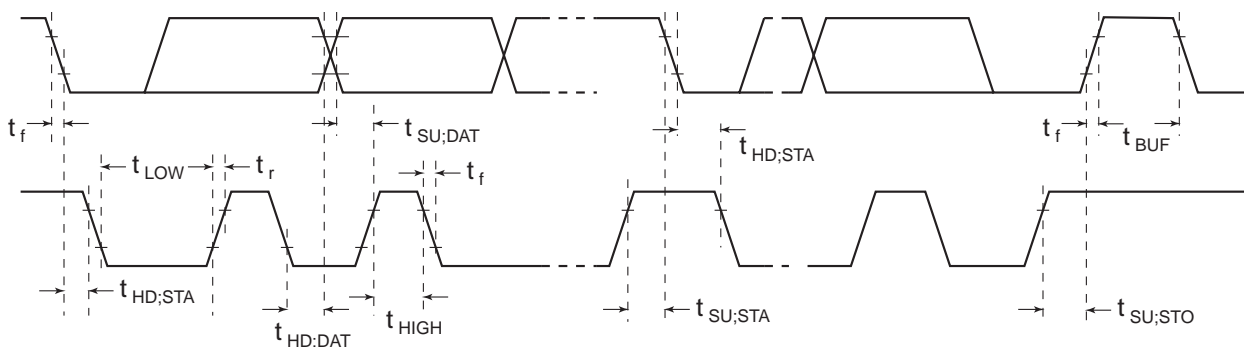 t f
t SU;DAT
t HD;STA
t f
t BUF
t LOW
t r
t f
t HD;STA
t HD;DAT
t HIGH
t SU;STA
t SU;STO